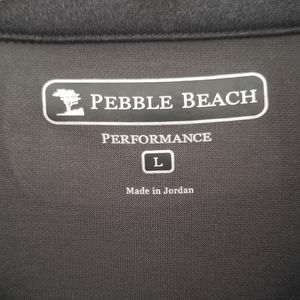 PEBBLE BEACH
PERFORMANCE
L
Made in Jordan